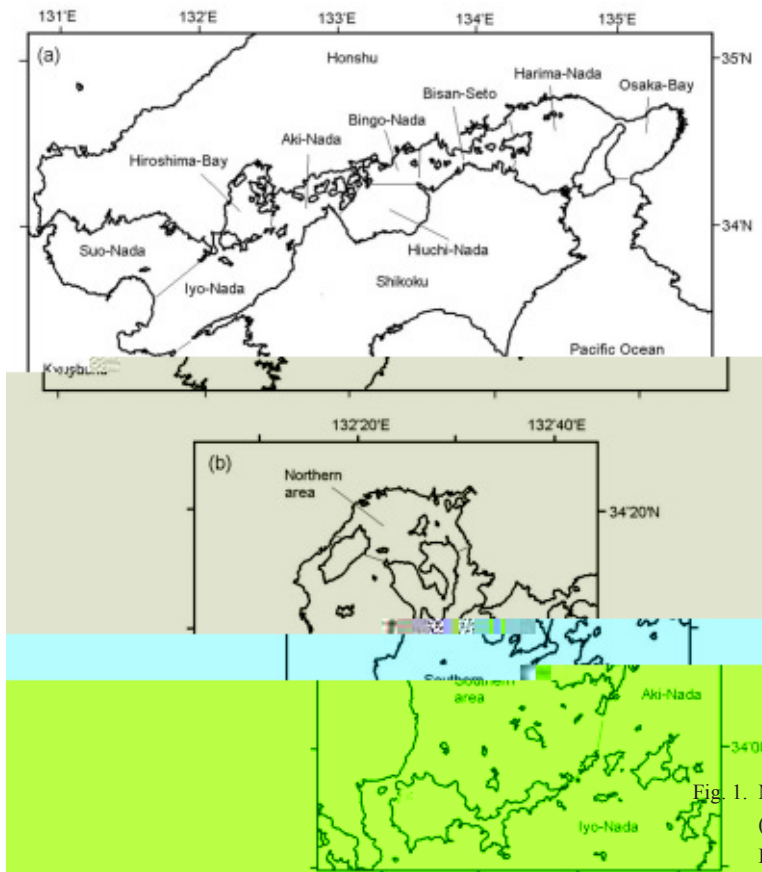 131'E 132'E 133'E 134'E 135'E
(a)
Honshu
35'N
Harima-Nada
Osaka-Bay
Bisan-Seto
Bingo-Nada
Aki-Nada
Hiroshima-Bay
34'N
Suo-Nada
Hiuchi-Nada
Iyo-Nada
Shikoku
Pacific Ocean
132'20'E 132'40'E
(b)
Northern
area
34'20'N
Southern
area
Aki-Nada
34'00
Fig. 1.
(
Iyo-Nada